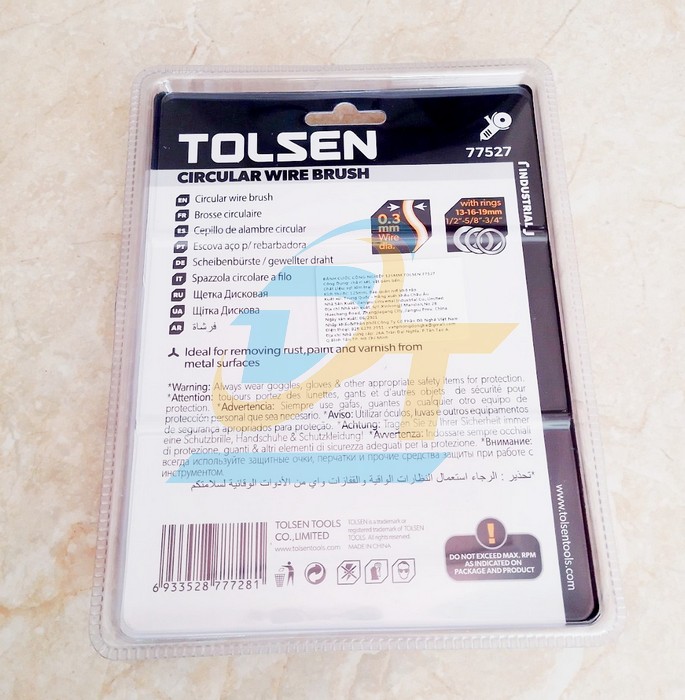 TOLSEN
77527
CIRCULAR WIRE BRUSH
INDUSTRIAL
EN Circular wire brush
FR Brosse circulaire
ES Cepillo de alambre circular
PT Escova aço p/ rebarbadora
DE Scheibenbürste / gewellter draht
IT Spazzola circolare a filo
RU Щетка Дисковая
UA Щітка Дискова
AR فرشاة
0.3
mm
Wire
dia.
with rings
13-16-19mm
1/2"-5/8"-3/4"
Ideal for removing rust,paint and varnish from
metal surfaces
*Warning: Always wear goggles, gloves & other appropriate safety items for protection.
*Attention: toujours portez des lunettes, gants et d'autres objets de sécurité pour
protection. *Advertencia: Siempre use gafas, guantes o cualquier otro equipo de
protección personal que sea necesario. *Aviso: Utilizar óculos, luvas e outros equipamentos
de segurança apropriados para proteção. *Achtung: Tragen Sie zu Ihrer Sicherheit immer
eine Schutzbrille, Handschuhe & Schutzkleidung! *Avvertenza: Indossare sempre occhiali
di protezione, guanti & altri elementi di sicurezza adeguati per la protezione. *Внимание:
всегда используйте защитные очки, перчатки и прочие средства защиты при работе с
инструментом.
*تحذير : الرجاء استعمال النظارات الواقية والقفازات وأي من الأدوات الوقائية لسلامتكم
6 933528 777281
TOLSEN TOOLS
CO.,LIMITED
www.tolsentools.com
TOLSEN is a trademark or
registered trademark of TOLSEN
TOOLS. All rights reserved.
MADE IN CHINA
DO NOT EXCEED MAX. RPM
AS INDICATED ON
PACKAGE AND PRODUCT
www.tolsentools.com